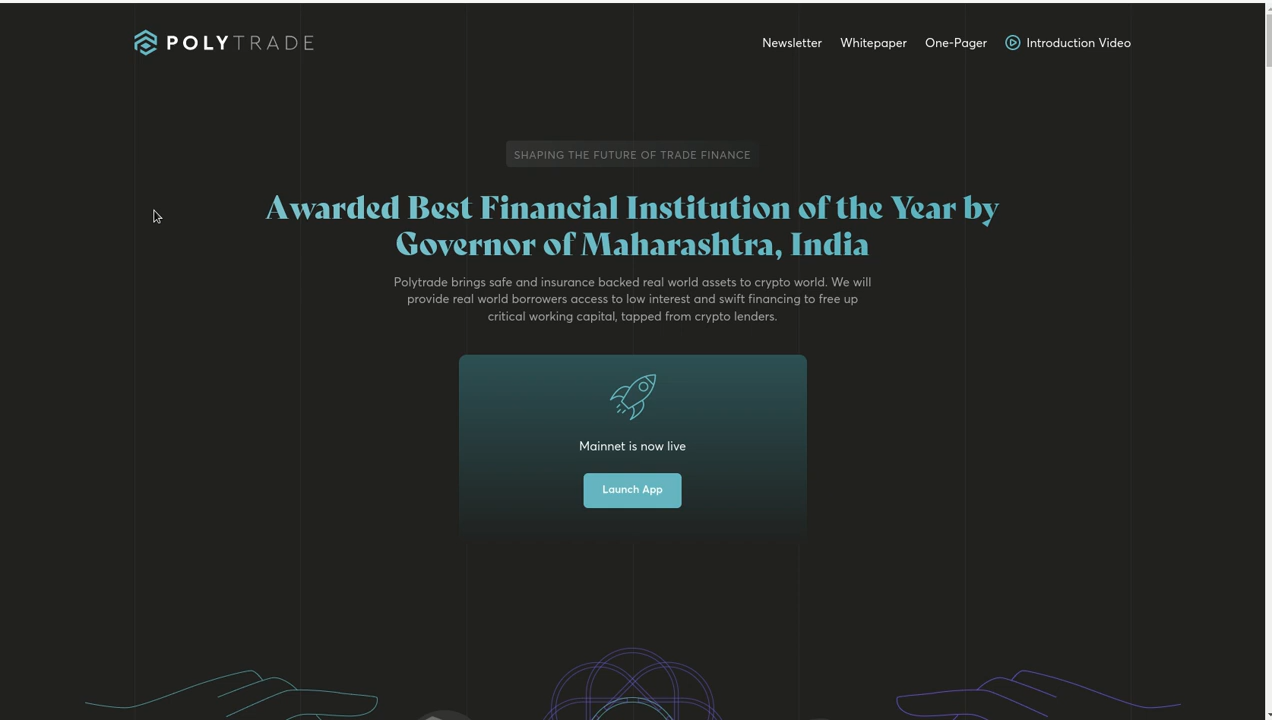 POLYTRADE
Newsletter Whitepaper One-Pager Introduction Video
SHAPING THE FUTURE OF TRADE FINANCE
Awarded Best Financial Institution of the Year by
Governor of Maharashtra, India
Polytrade brings safe and insurance backed real world assets to crypto world. We will
provide real world borrowers access to low interest and swift financing to free up
critical working capital, tapped from crypto lenders.
Mainnet is now live
Launch App